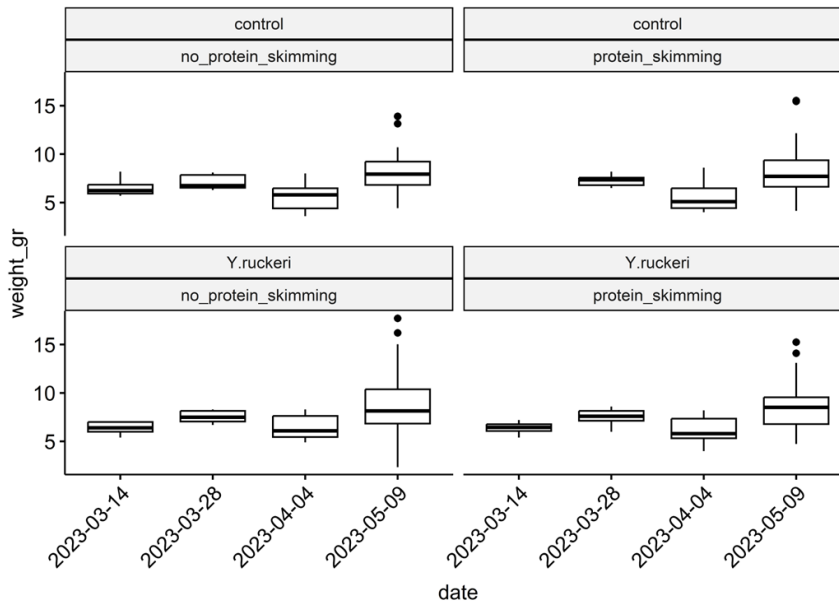 control
control
no_protein_skimming
protein_skimming
15
10
5
Y.ruckeri
Y.ruckeri
no_protein_skimming
protein_skimming
15
10
5
weight_gr
2023-03-14
2023-03-28
2023-04-04
2023-05-09
2023-03-14
2023-03-28
2023-04-04
2023-05-09
date